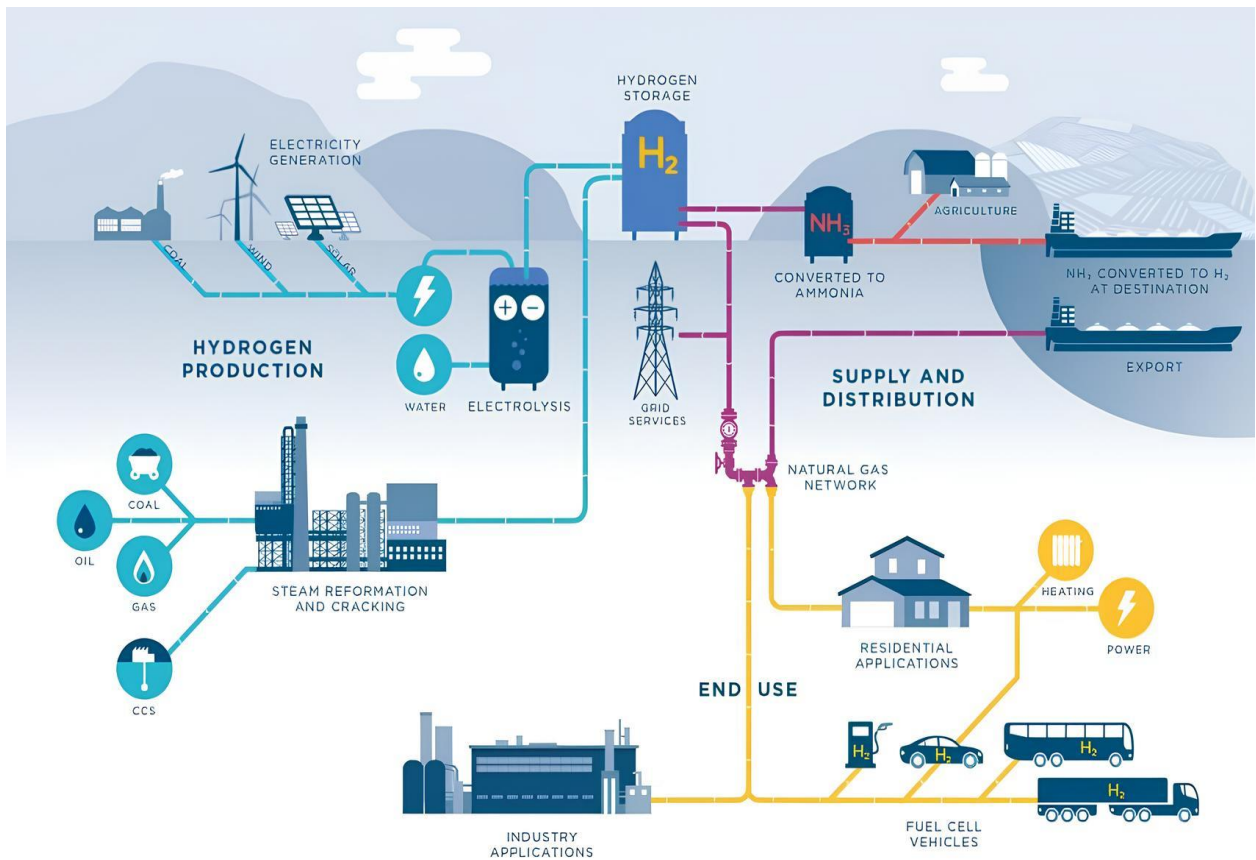 HYDROGEN
STORAGE
H₂
ELECTRICITY
GENERATION
COAL
WIND
SOLAR
HYDROGEN
PRODUCTION
WATER
ELECTROLYSIS
GRID
SERVICES
NH₃
CONVERTED TO
AMMONIA
AGRICULTURE
NH₃ CONVERTED TO H₂
AT DESTINATION
EXPORT
SUPPLY AND
DISTRIBUTION
NATURAL GAS
NETWORK
COAL
OIL
GAS
CCS
STEAM REFORMATION
AND CRACKING
HEATING
POWER
RESIDENTIAL
APPLICATIONS
END USE
H₂
H₂
H₂
H₂
FUEL CELL
VEHICLES
INDUSTRY
APPLICATIONS